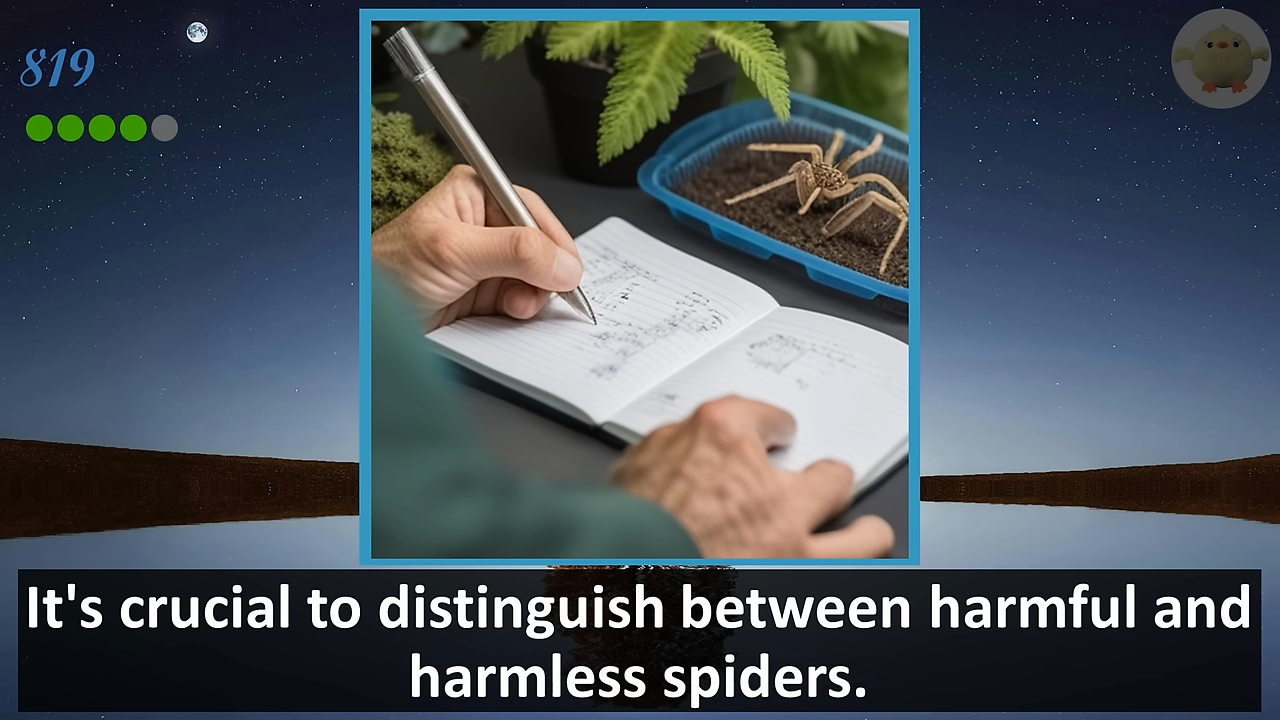 819
It's crucial to distinguish between harmful and
harmless spiders.